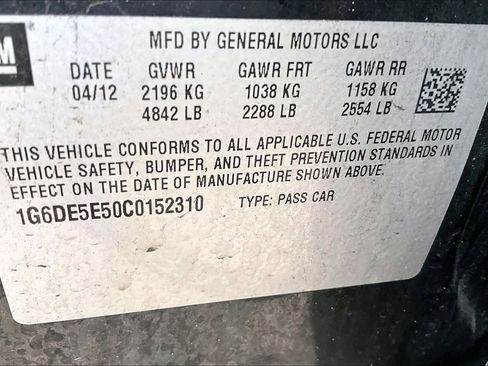 GM
MFD BY GENERAL MOTORS LLC
DATE GVWR GAWR FRT GAWR RR
04/12 2196 KG 1038 KG 1158 KG
4842 LB 2288 LB 2554 LB
THIS VEHICLE CONFORMS TO ALL APPLICABLE U.S. FEDERAL MOTOR
VEHICLE SAFETY, BUMPER, AND THEFT PREVENTION STANDARDS IN
EFFECT ON THE DATE OF MANUFACTURE SHOWN ABOVE.
1G6DE5E50C0152310 TYPE: PASS CAR